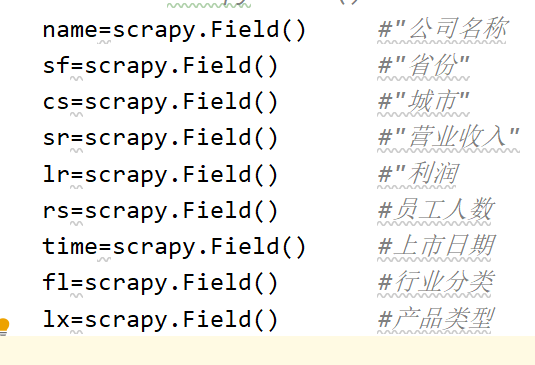 name=scrapy.Field() #"公司名称
sf=scrapy.Field() #"省份"
cs=scrapy.Field() #"城市"
sr=scrapy.Field() #"营业收入"
lr=scrapy.Field() #"利润
rs=scrapy.Field() #员工人数
time=scrapy.Field() #上市日期
fl=scrapy.Field() #行业分类
lx=scrapy.Field() #产品类型